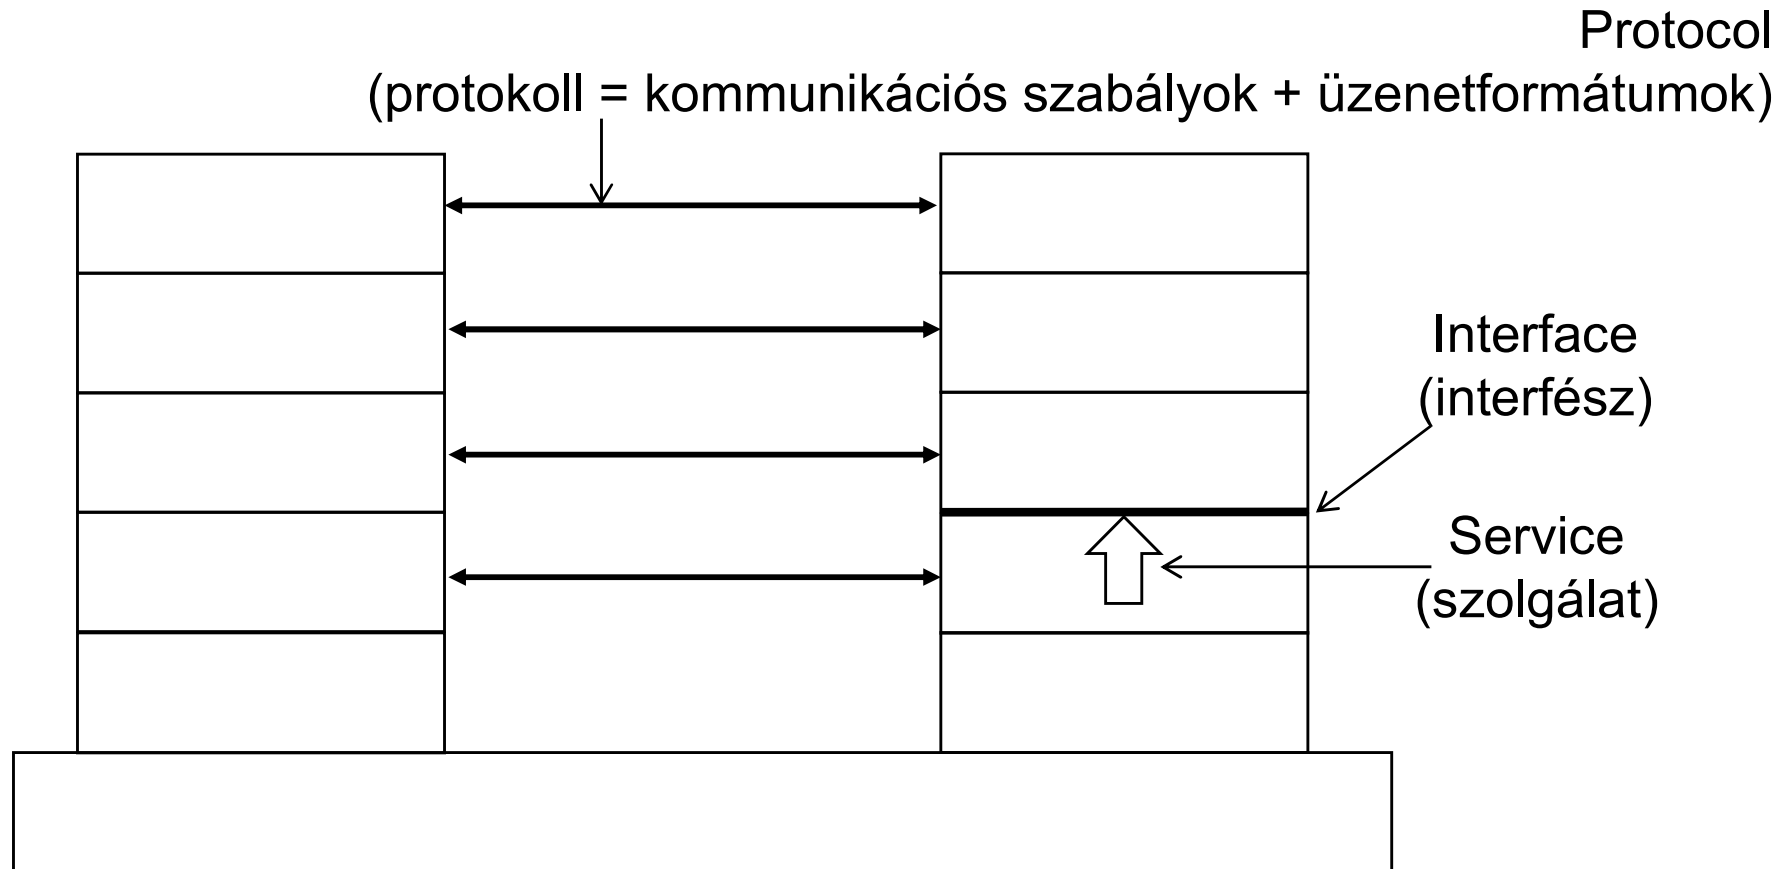 Protocol
(protokoll = kommunikációs szabályok + üzenetformátumok)
Interface
(interfész)
Service
(szolgálat)